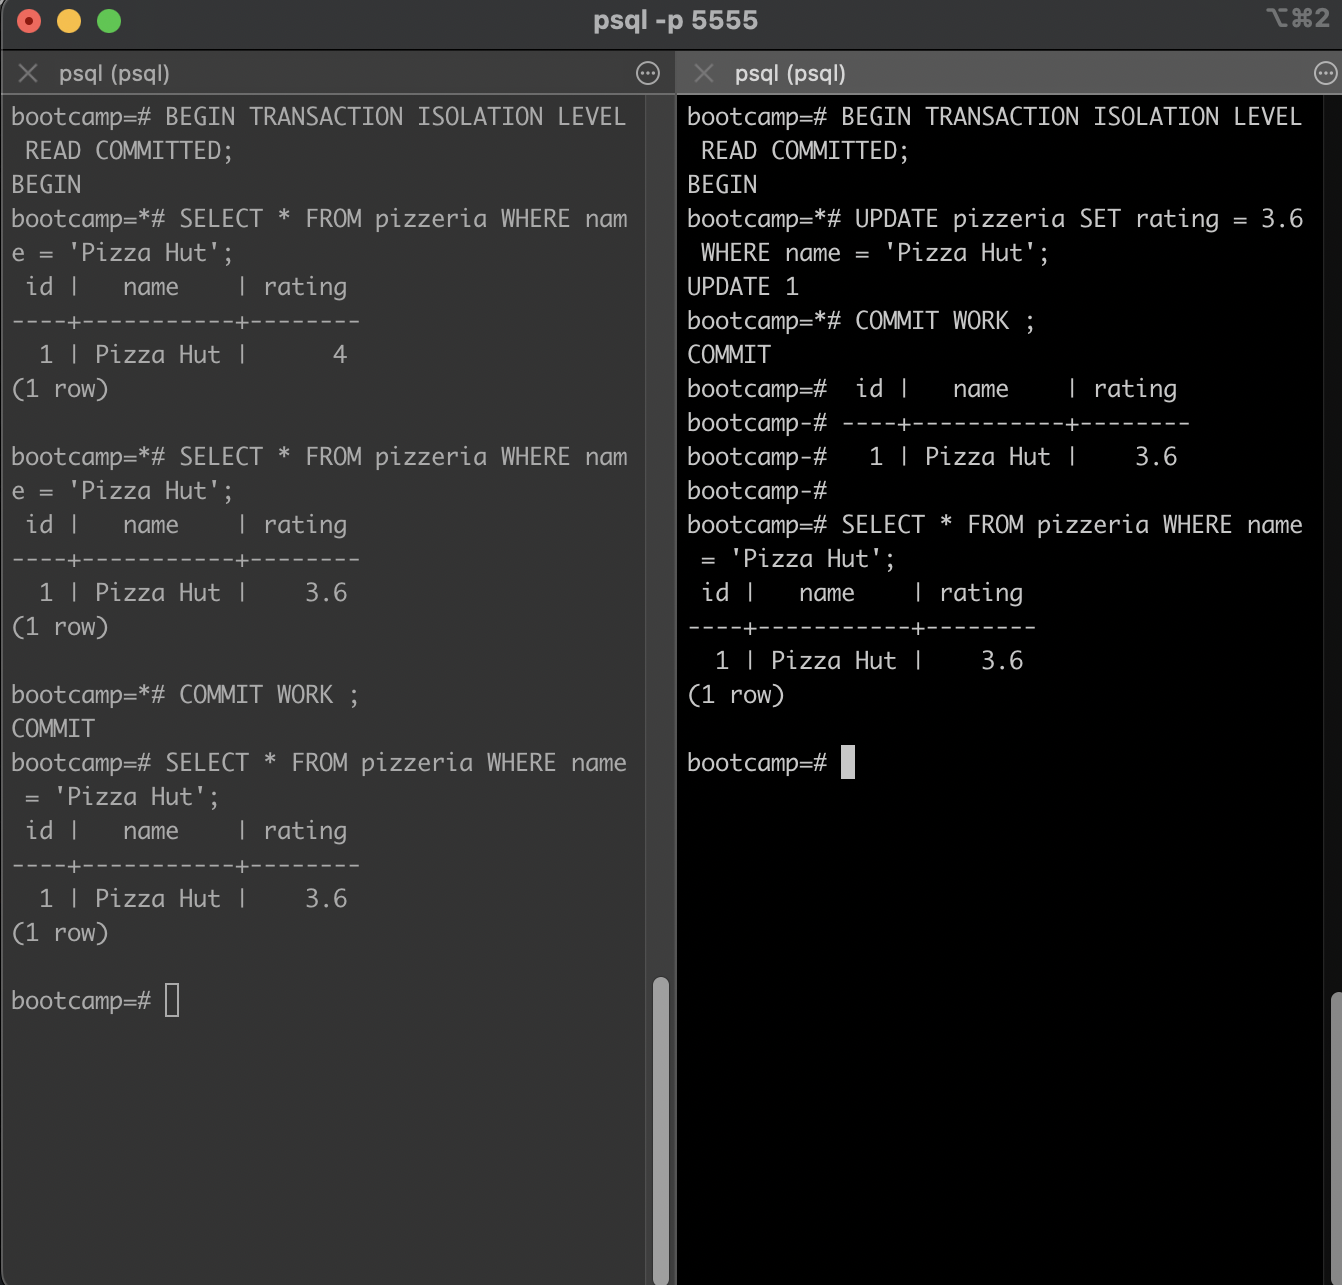 psql -p 5555
⌥⌘2
psql (psql)
bootcamp=# BEGIN TRANSACTION ISOLATION LEVEL
 READ COMMITTED;
BEGIN
bootcamp=*# SELECT * FROM pizzeria WHERE nam
e = 'Pizza Hut';
 id |   name    | rating
----+-----------+--------
  1 | Pizza Hut |      4
(1 row)

bootcamp=*# SELECT * FROM pizzeria WHERE nam
e = 'Pizza Hut';
 id |   name    | rating
----+-----------+--------
  1 | Pizza Hut |    3.6
(1 row)

bootcamp=*# COMMIT WORK ;
COMMIT
bootcamp=# SELECT * FROM pizzeria WHERE name
 = 'Pizza Hut';
 id |   name    | rating
----+-----------+--------
  1 | Pizza Hut |    3.6
(1 row)

bootcamp=#
psql (psql)
bootcamp=# BEGIN TRANSACTION ISOLATION LEVEL
 READ COMMITTED;
BEGIN
bootcamp=*# UPDATE pizzeria SET rating = 3.6
 WHERE name = 'Pizza Hut';
UPDATE 1
bootcamp=*# COMMIT WORK ;
COMMIT
bootcamp=#  id |   name    | rating
bootcamp-# ----+-----------+--------
bootcamp-#   1 | Pizza Hut |    3.6
bootcamp-#
bootcamp=# SELECT * FROM pizzeria WHERE name
 = 'Pizza Hut';
 id |   name    | rating
----+-----------+--------
  1 | Pizza Hut |    3.6
(1 row)

bootcamp=#